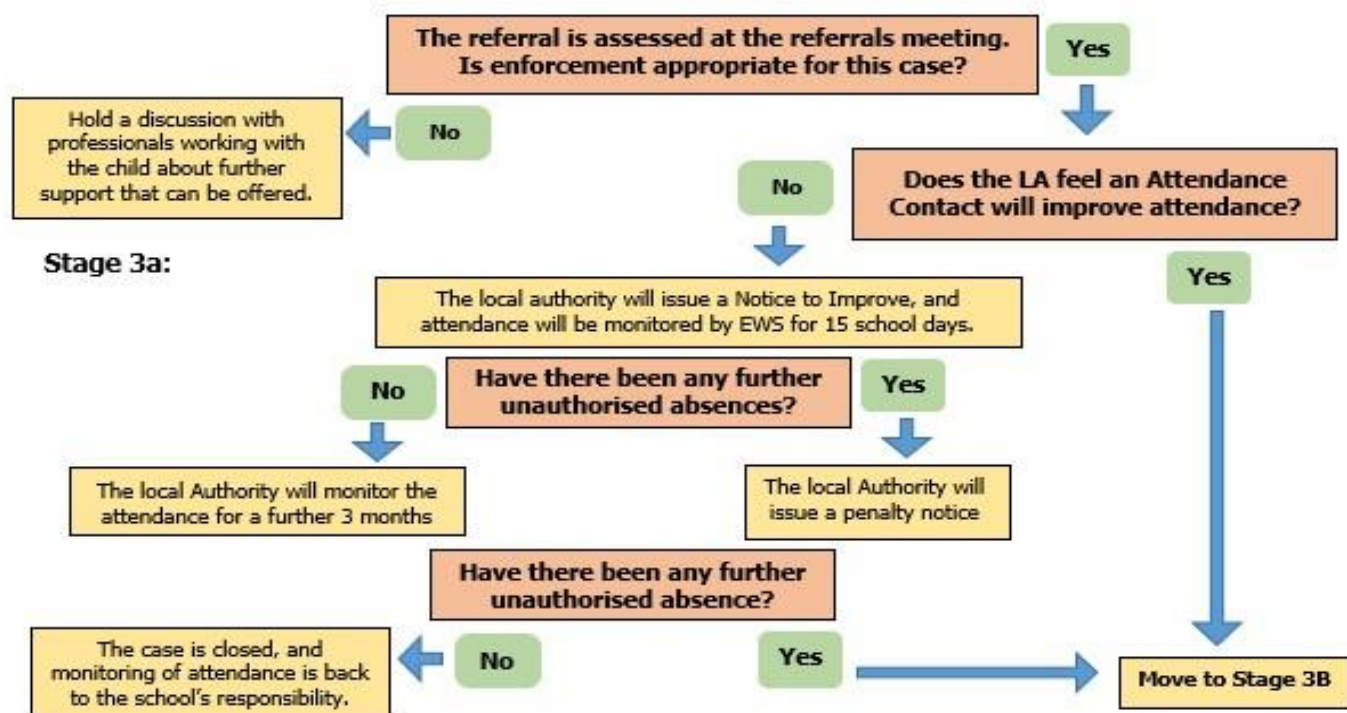 The referral is assessed at the referrals meeting.
Is enforcement appropriate for this case?
Yes
No
Hold a discussion with
professionals working with
the child about further
support that can be offered.
Does the LA feel an Attendance
Contact will improve attendance?
No
Yes
Stage 3a:
The local authority will issue a Notice to Improve, and
attendance will be monitored by EWS for 15 school days.
Have there been any further
unauthorised absences?
No
Yes
The local Authority will monitor the
attendance for a further 3 months
The local Authority will
issue a penalty notice
Have there been any further
unauthorised absence?
No
Yes
The case is closed, and
monitoring of attendance is back
to the school's responsibility.
Move to Stage 3B